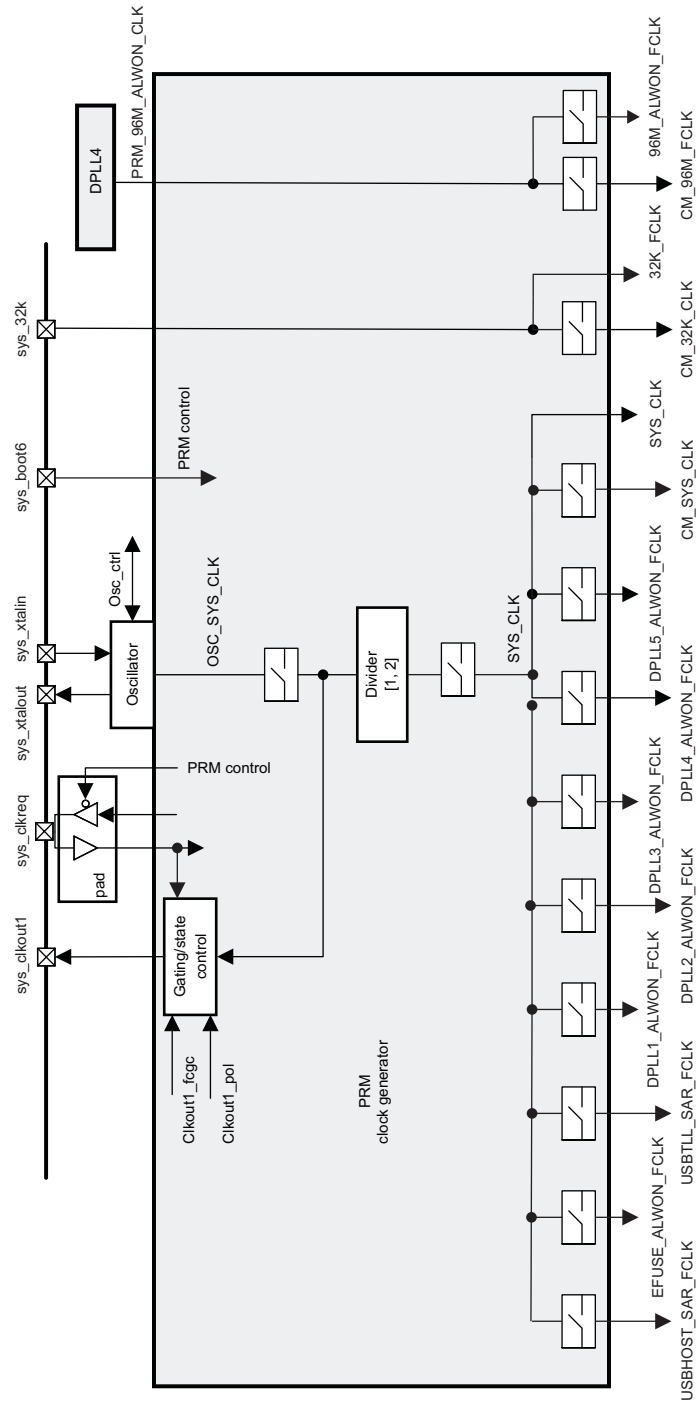 sys_clkout1
sys_clkreq
sys_xtalout
sys_xtalin
sys_boot6
sys_32k
pad
Oscillator
Osc_ctrl
DPLL4
PRM_96M_ALWON_CLK
PRM control
PRM control
Gating/state
control
Clkout1_fcgc
Clkout1_pol
OSC_SYS_CLK
Divider
[1, 2]
PRM
clock generator
SYS_CLK
USBHOST_SAR_FCLK
EFUSE_ALWON_FCLK
USBTLL_SAR_FCLK
DPLL1_ALWON_FCLK
DPLL2_ALWON_FCLK
DPLL3_ALWON_FCLK
DPLL4_ALWON_FCLK
DPLL5_ALWON_FCLK
CM_SYS_CLK
SYS_CLK
CM_32K_CLK
32K_FCLK
CM_96M_FCLK
96M_ALWON_FCLK